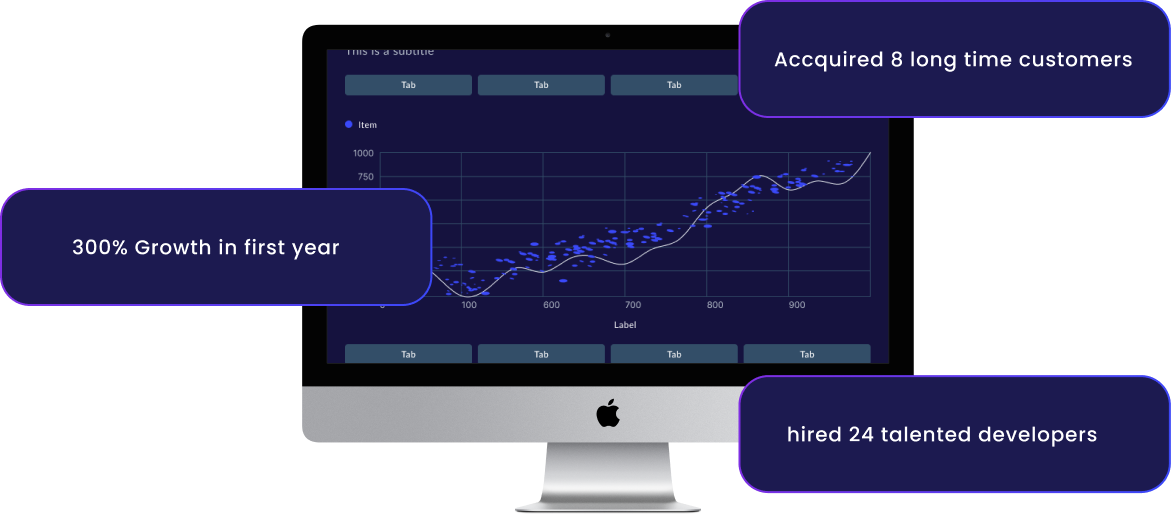 This is a subtitle
Accquired 8 long time customers
Tab
Tab
Tab
Item
1000
750
300% Growth in first year
100
600
700
800
900
Label
Tab
Tab
Tab
Tab
hired 24 talented developers